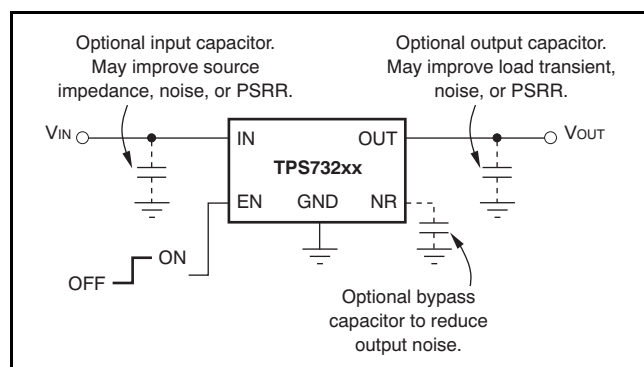 Optional input capacitor.
May improve source
impedance, noise, or PSRR.
Optional output capacitor.
May improve load transient,
noise, or PSRR.
VIN
IN
OUT
VOUT
TPS732xx
EN
GND
NR
ON
OFF
Optional bypass
capacitor to reduce
output noise.